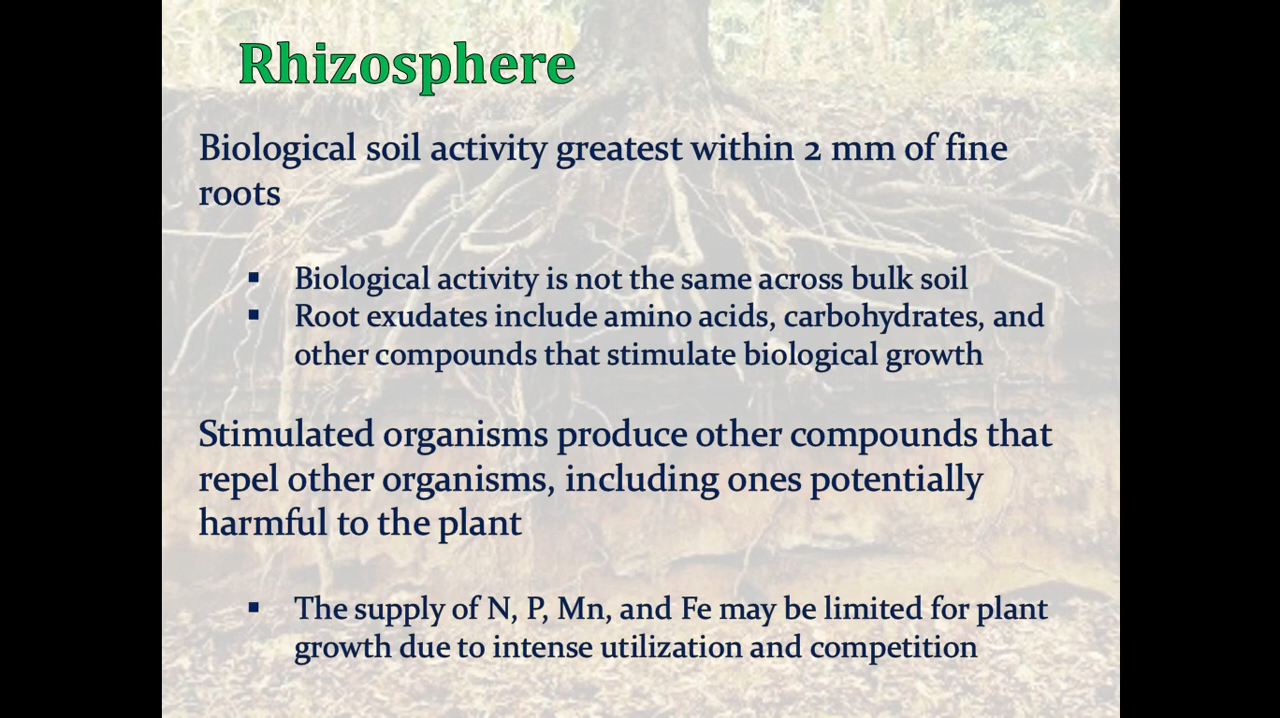 Rhizosphere
Biological soil activity greatest within 2 mm of fine
roots
▪ Biological activity is not the same across bulk soil
▪ Root exudates include amino acids, carbohydrates, and
other compounds that stimulate biological growth
Stimulated organisms produce other compounds that
repel other organisms, including ones potentially
harmful to the plant
▪ The supply of N, P, Mn, and Fe may be limited for plant
growth due to intense utilization and competition